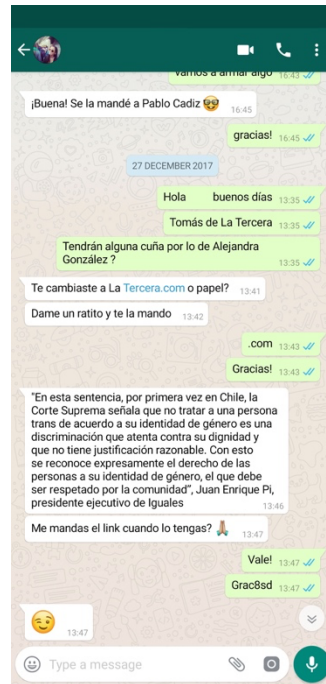 Vamos a armar algo 16:43
¡Buena! Se la mandé a Pablo Cadiz 16:45
gracias! 16:45
27 DECEMBER 2017
Hola buenos días 13:35
Tomás de La Tercera 13:35
Tendrán alguna cuña por lo de Alejandra
González ? 13:35
Te cambiaste a La Tercera.com o papel? 13:41
Dame un ratito y te la mando 13:42
.com 13:43
Gracias! 13:43
"En esta sentencia, por primera vez en Chile, la
Corte Suprema señala que no tratar a una persona
trans de acuerdo a su identidad de género es una
discriminación que atenta contra su dignidad y
que no tiene justificación razonable. Con esto
se reconoce expresamente el derecho de las
personas a su identidad de género, el que debe
ser respetado por la comunidad”, Juan Enrique Pi,
presidente ejecutivo de Iguales 13:46
Me mandas el link cuando lo tengas? 13:47
Vale! 13:47
Grac8sd 13:47
13:47
Type a message